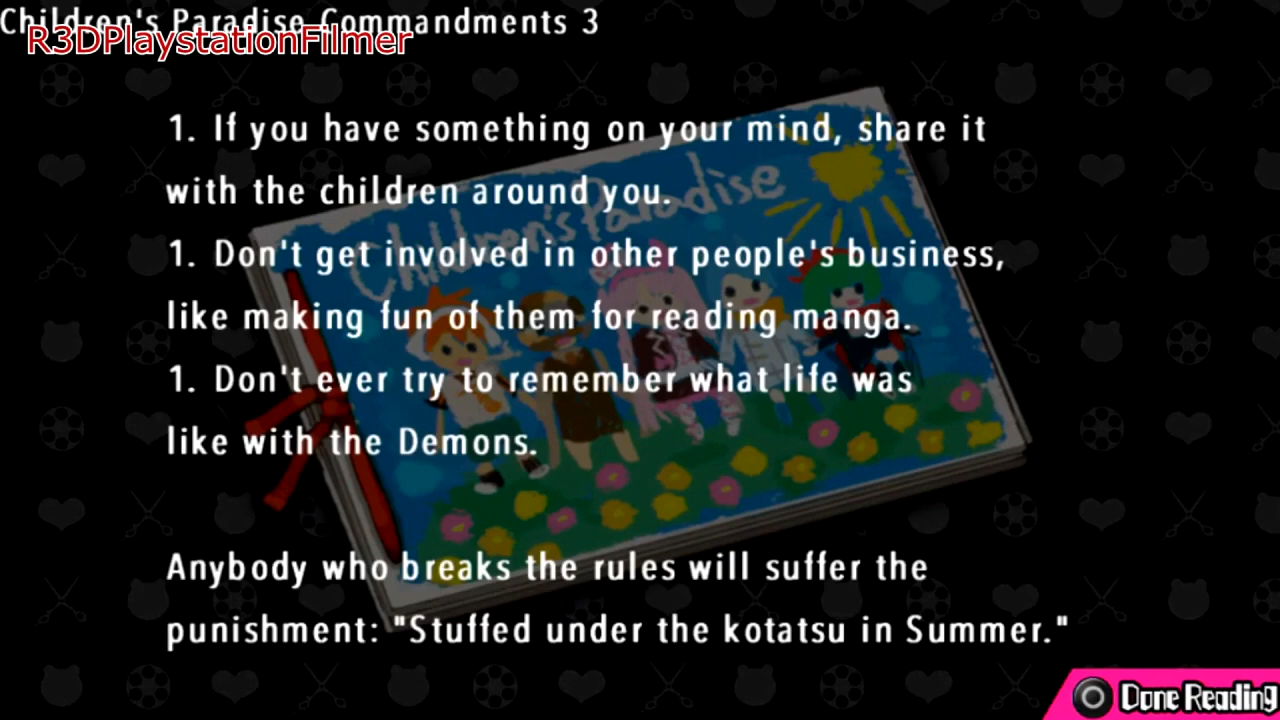 Children's Paradise Commandments 3
R3DPlaystationFilmer
1. If you have something on your mind, share it
with the children around you.
1. Don't get involved in other people's business,
like making fun of them for reading manga.
1. Don't ever try to remember what life was
like with the Demons.
Anybody who breaks the rules will suffer the
punishment: "Stuffed under the kotatsu in Summer."
Children's Paradise
Done Reading